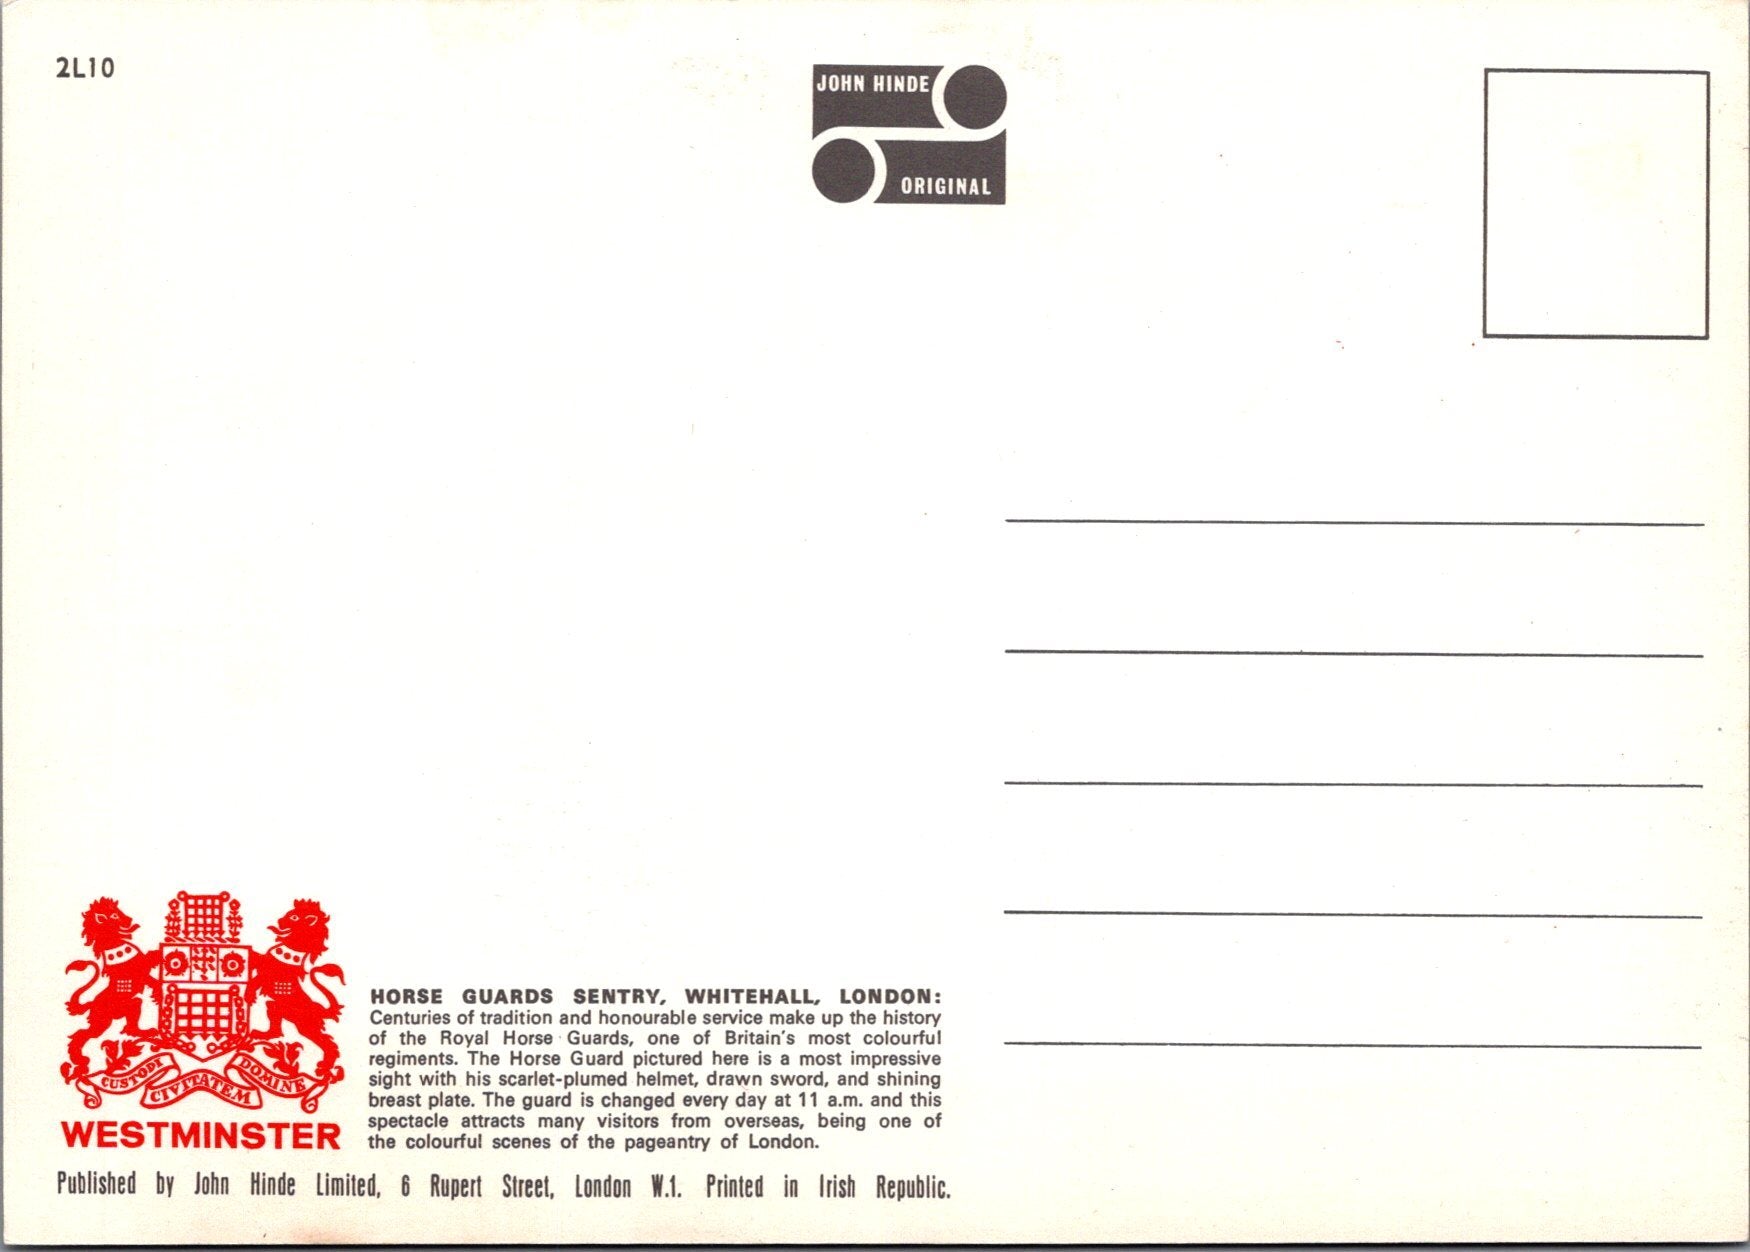 2L10
JOHN HINDE
ORIGINAL
CUSTODI
CIVITATEM
DOMINE
WESTMINSTER
HORSE GUARDS SENTRY, WHITEHALL, LONDON:
Centuries of tradition and honourable service make up the history
of the Royal Horse Guards, one of Britain's most colourful
regiments. The Horse Guard pictured here is a most impressive
sight with his scarlet-plumed helmet, drawn sword, and shining
breast plate. The guard is changed every day at 11 a.m. and this
spectacle attracts many visitors from overseas, being one of
the colourful scenes of the pageantry of London.
Published by John Hinde Limited, 6 Rupert Street, London W.1. Printed in Irish Republic.